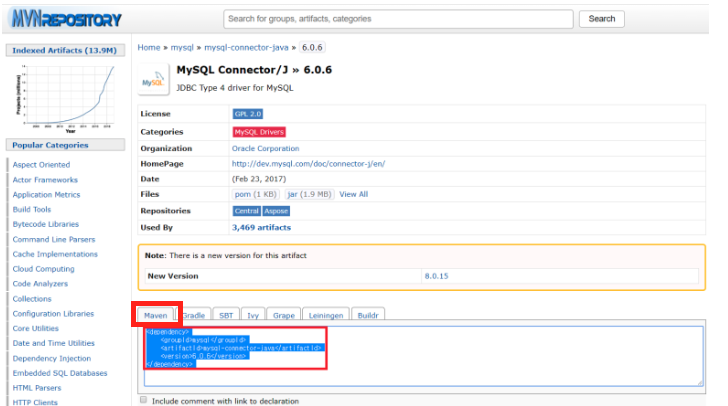 MVNREPOSITORY
Search for groups, artifacts, categories
Search
Indexed Artifacts (13.9M)
Projects (millions)
Year
Popular Categories
Aspect Oriented
Actor Frameworks
Application Metrics
Build Tools
Bytecode Libraries
Command Line Parsers
Cache Implementations
Cloud Computing
Code Analyzers
Collections
Configuration Libraries
Core Utilities
Date and Time Utilities
Dependency Injection
Embedded SQL Databases
HTML Parsers
HTTP Clients
Home » mysql » mysql-connector-java » 6.0.6
MySQL
MySQL Connector/J » 6.0.6
JDBC Type 4 driver for MySQL
License GPL 2.0
Categories MySQL Drivers
Organization Oracle Corporation
HomePage http://dev.mysql.com/doc/connector-j/en/
Date (Feb 23, 2017)
Files pom (1 KB) jar (1.9 MB) View All
Repositories Central Aspose
Used By 3,469 artifacts
Note: There is a new version for this artifact
New Version 8.0.15
Maven Gradle SBT Ivy Grape Leiningen Buildr
<dependency>
<groupId>mysql</groupId>
<artifactId>mysql-connector-java</artifactId>
<version>6.0.6</version>
</dependency>
Include comment with link to declaration